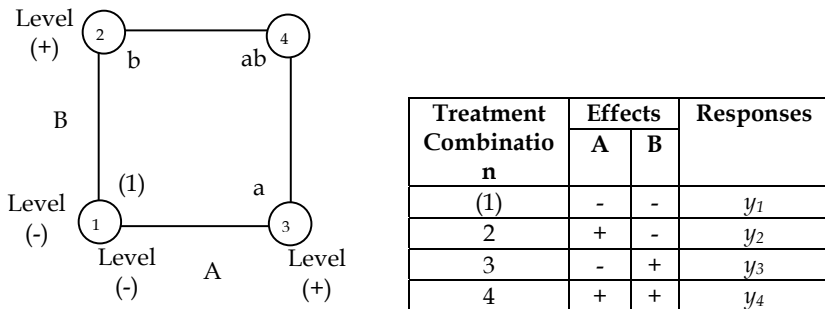 Level
(+)
2
4
b
ab
B
(1)
a
Level
(-)
1
3
Level
(-)
A
Level
(+)
Treatment Combinatio n Effects Responses
A B
(1) - - y1
2 + - y2
3 - + y3
4 + + y4